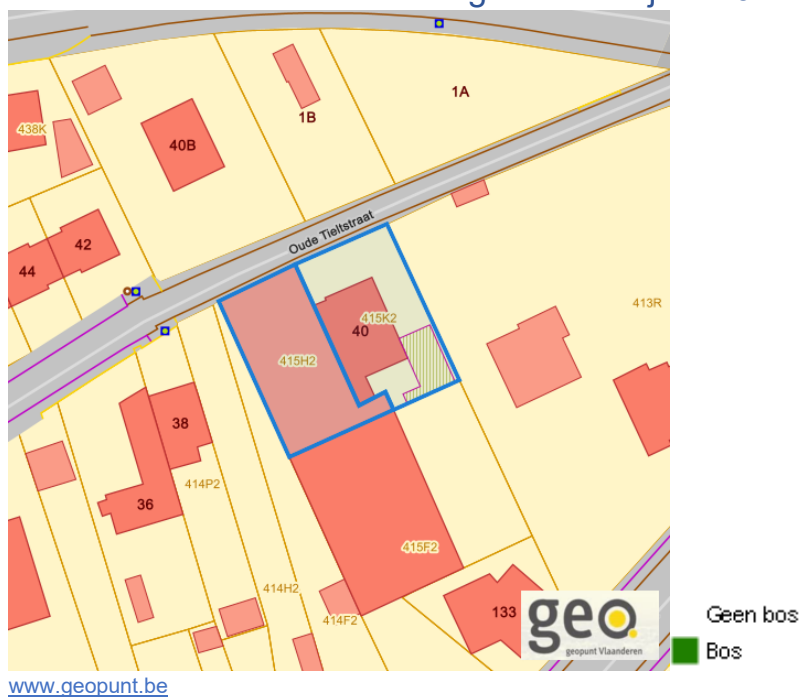 1A
1B
438K
40B
Oude Tieltstraat
42
44
413R
415K2
40
415H2
38
414P2
36
415F2
414H2
133
414F2
geo.
geopunt Vlaanderen
Geen bos
Bos
www.geopunt.be